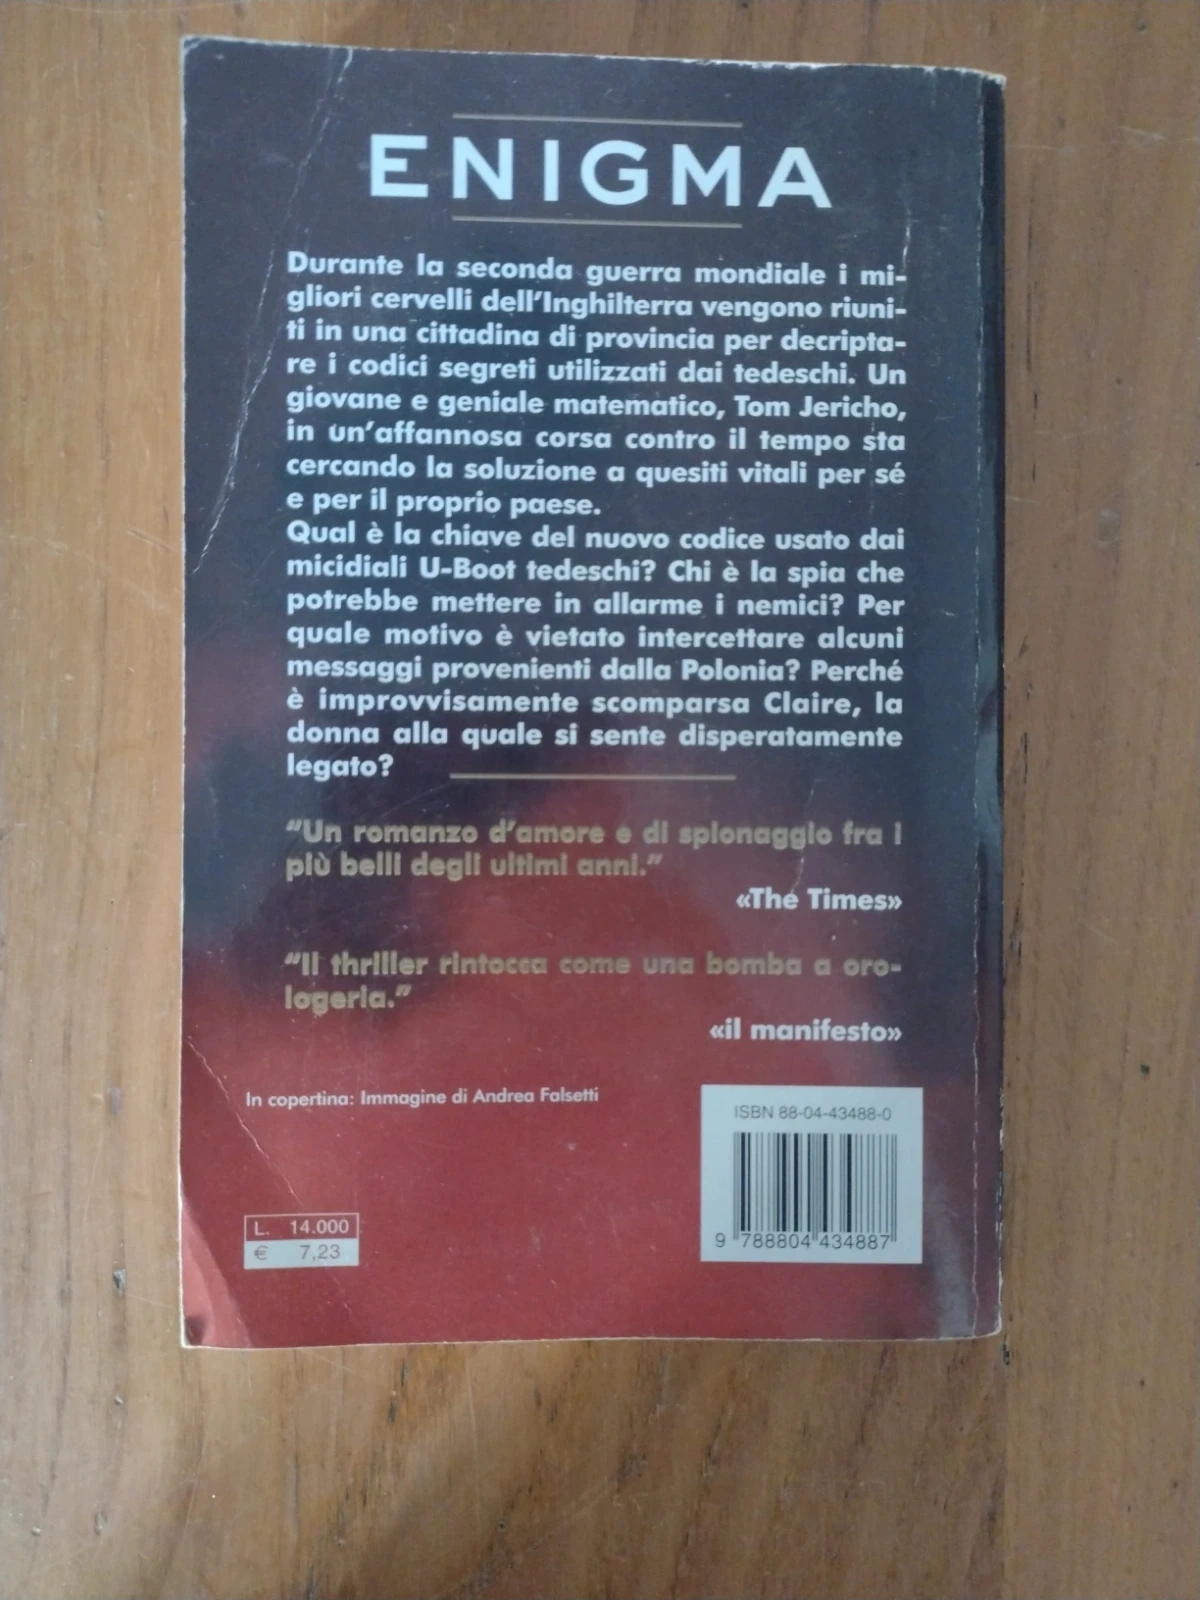 ENIGMA
Durante la seconda guerra mondiale i mi-
gliori cervelli dell'Inghilterra vengono riuni-
ti in una cittadina di provincia per decripta-
re i codici segreti utilizzati dai tedeschi. Un
giovane e geniale matematico, Tom Jericho,
in un'affannosa corsa contro il tempo sta
cercando la soluzione a quesiti vitali per sé
e per il proprio paese.
Qual è la chiave del nuovo codice usato dai
micidiali U-Boot tedeschi? Chi è la spia che
potrebbe mettere in allarme i nemici? Per
quale motivo è vietato intercettare alcuni
messaggi provenienti dalla Polonia? Perché
è improvvisamente scomparsa Claire, la
donna alla quale si sente disperatamente
legato?
"Un romanzo d'amore e di spionaggio fra i
più belli degli ultimi anni."
«The Times»
"Il thriller rintocca come una bomba a oro-
logeria."
«il manifesto»
In copertina: Immagine di Andrea Falsetti
ISBN 88-04-43488-0
9 788804 434887
L. 14.000
€ 7,23